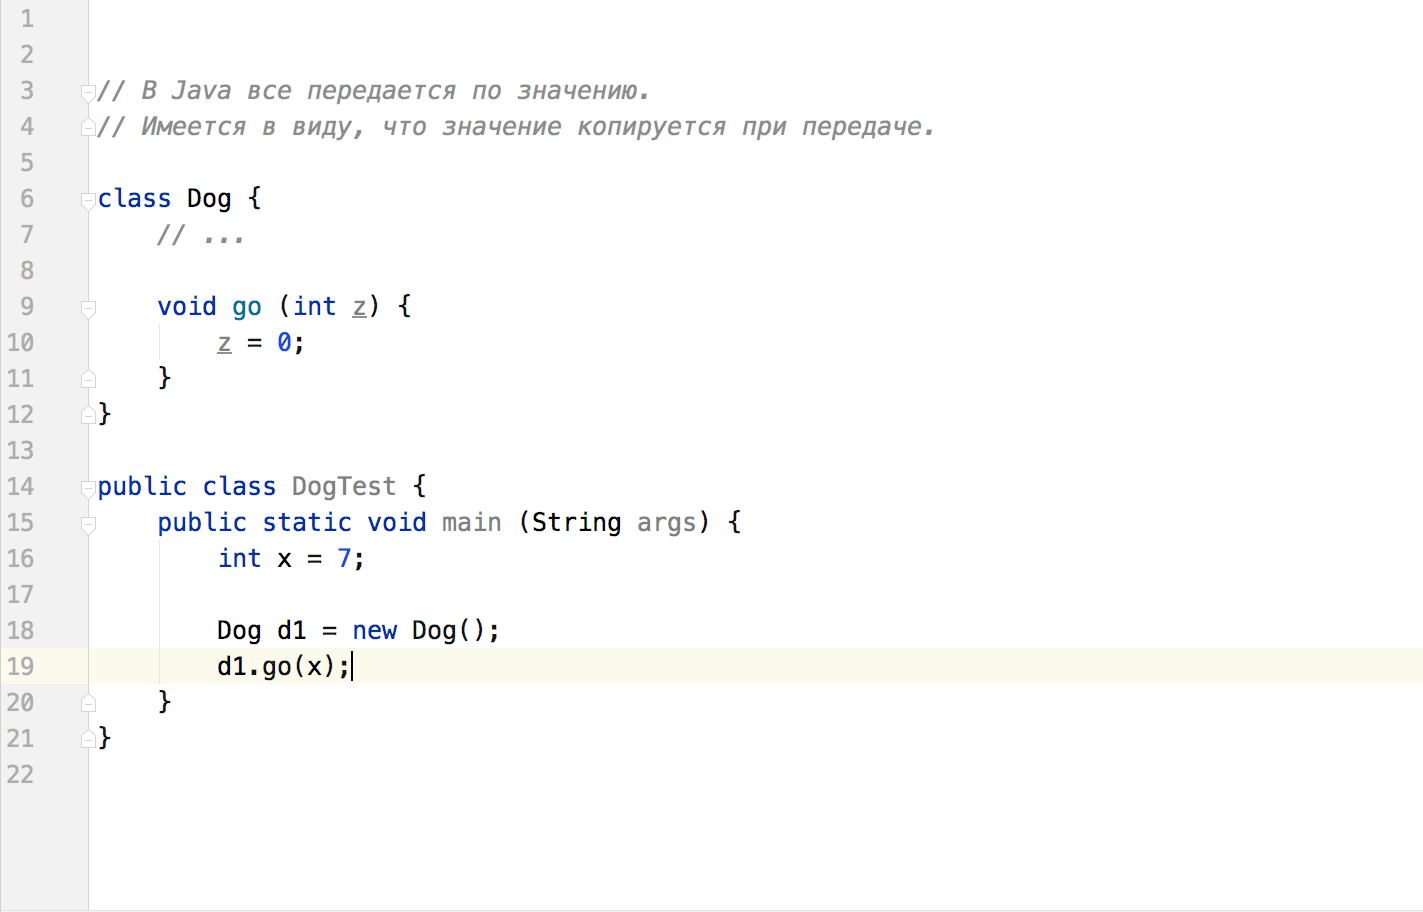 1
2
3 // В Java все передается по значению.
4 // Имеется в виду, что значение копируется при передаче.
5
6 class Dog {
7     // ...
8
9     void go (int z) {
10         z = 0;
11     }
12 }
13
14 public class DogTest {
15     public static void main (String args) {
16         int x = 7;
17
18         Dog d1 = new Dog();
19         d1.go(x);
20     }
21 }
22